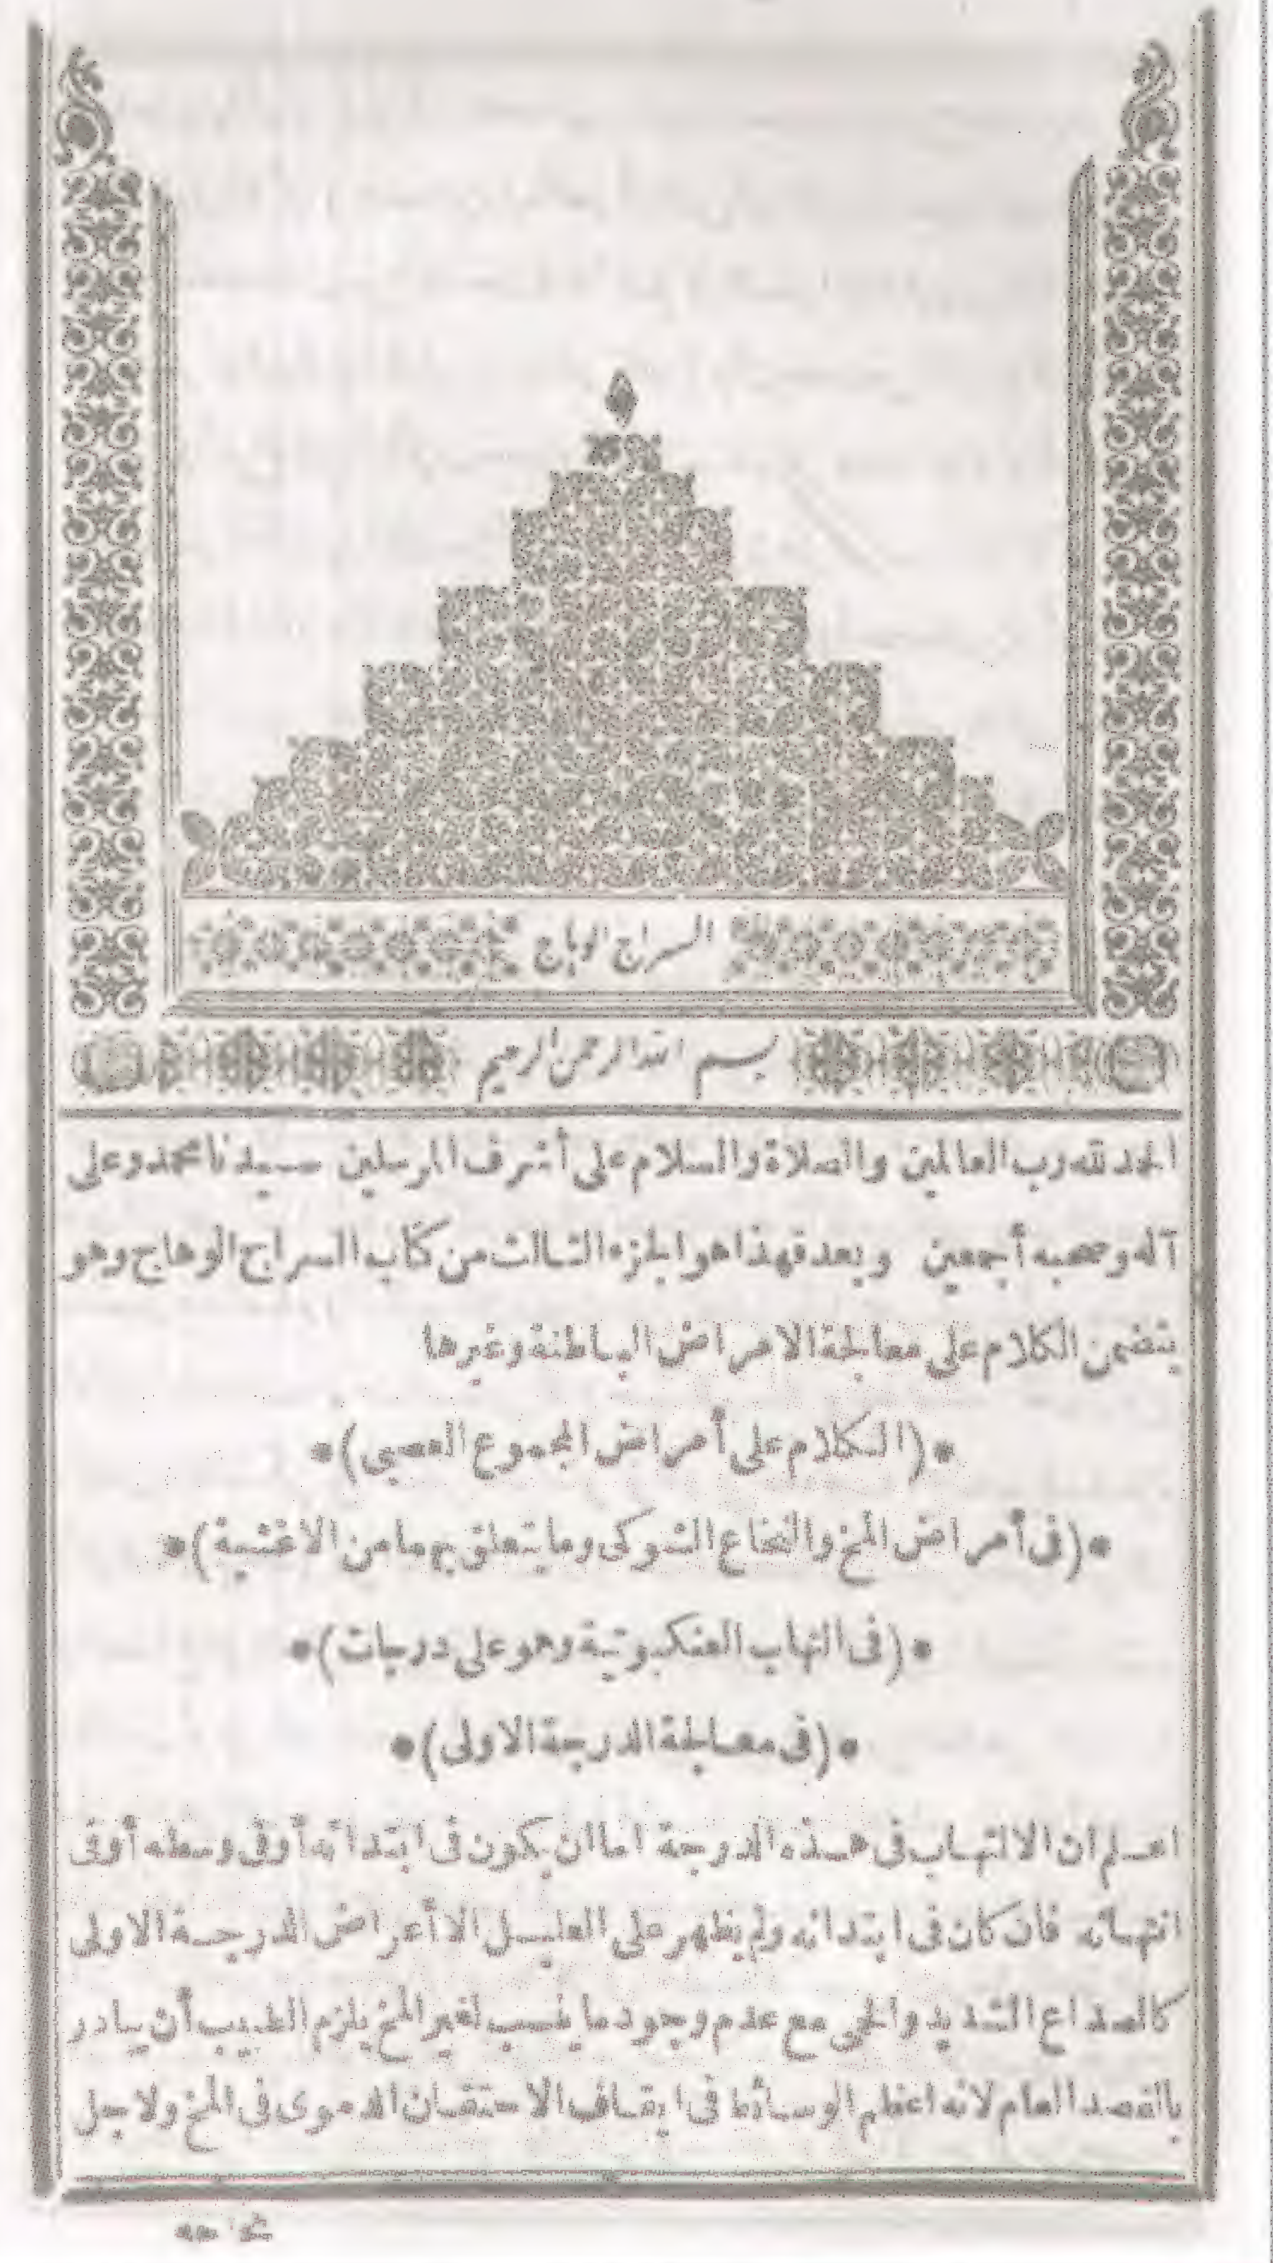 السراج الوهاج
بسم الله الرحمن الرحيم
الحمد لله رب العالمين والصلاة والسلام على أشرف المرسلين سيدنا محمد وعلى
آله وصحبه أجمعين وبعد فهذا هو الجزء الثالث من كتاب السراج الوهاج وهو
يتضمن الكلام على معالجة الامراض الباطنة وغيرها
*(الكلام على أمراض المجموع العصبى)*
*(فى أمراض المخ والنخاع الشوكى وما يتعلق بهما من الاغشية)*
*(فى التهاب العنكبوتية وهو على درجات)*
*(فى معالجة الدرجة الاولى)*
اعلم ان الالتهاب فى هذه الدرجة اما ان يكون فى ابتدائه أو فى وسطه أو فى
انتهائه فان كان فى ابتدائه ولم يظهر على العليل الا أعراض الدرجة الاولى
كالصداع الشديد والحمى مع عدم وجود ما ينسب لغير المخ يلزم الطبيب أن يبادر
بالفصد العام لانه اعظم الوسائط فى ايقاف الاحتقان الدموى فى المخ ولاجل